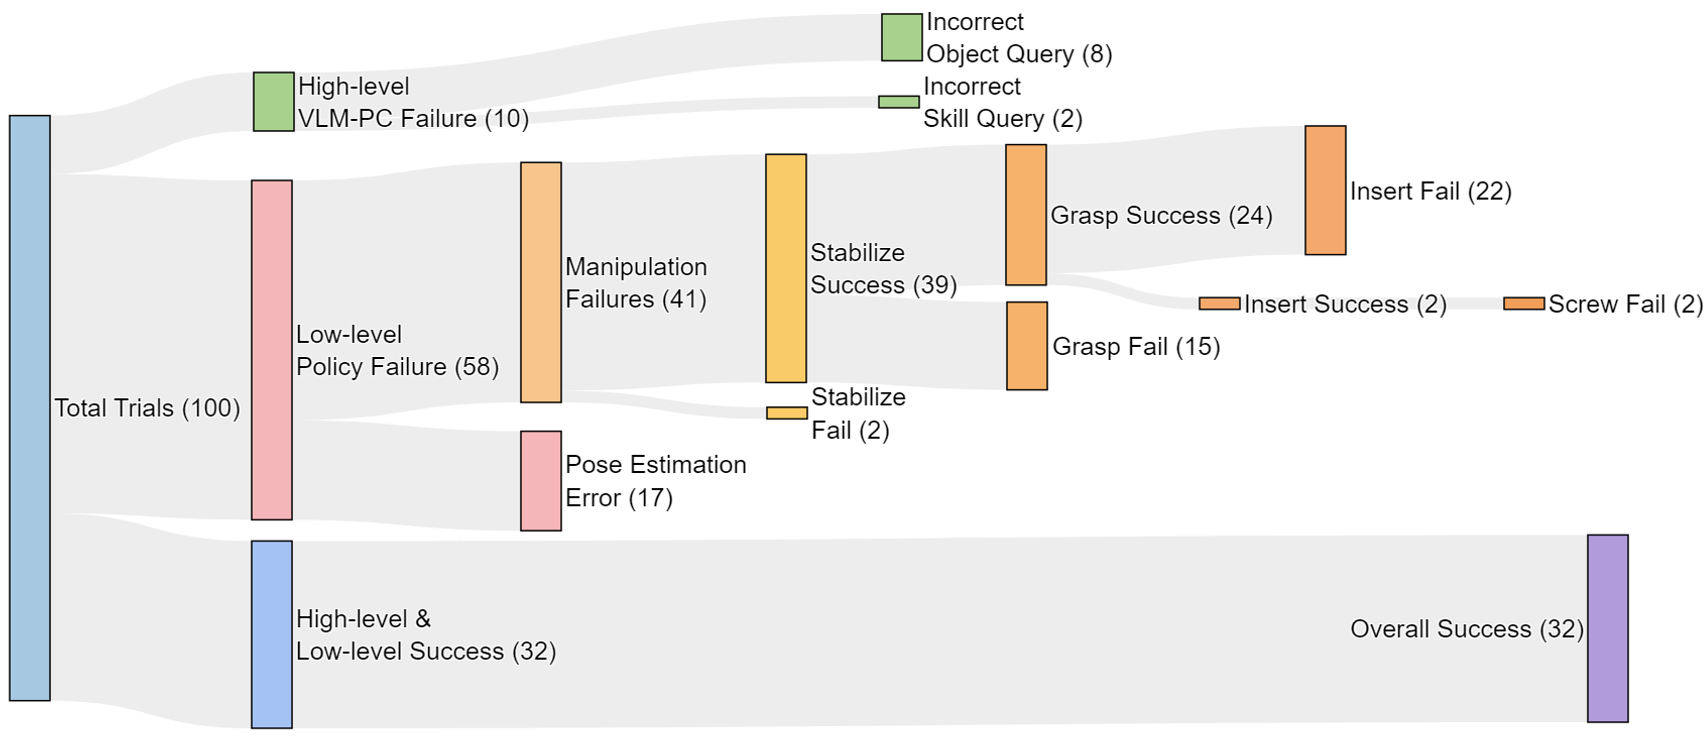 Incorrect
Object Query (8)
High-level
VLM-PC Failure (10)
Incorrect
Skill Query (2)
Insert Fail (22)
Grasp Success (24)
Stabilize
Success (39)
Manipulation
Failures (41)
Insert Success (2)
Screw Fail (2)
Low-level
Policy Failure (58)
Grasp Fail (15)
Total Trials (100)
Stabilize
Fail (2)
Pose Estimation
Error (17)
High-level &
Low-level Success (32)
Overall Success (32)